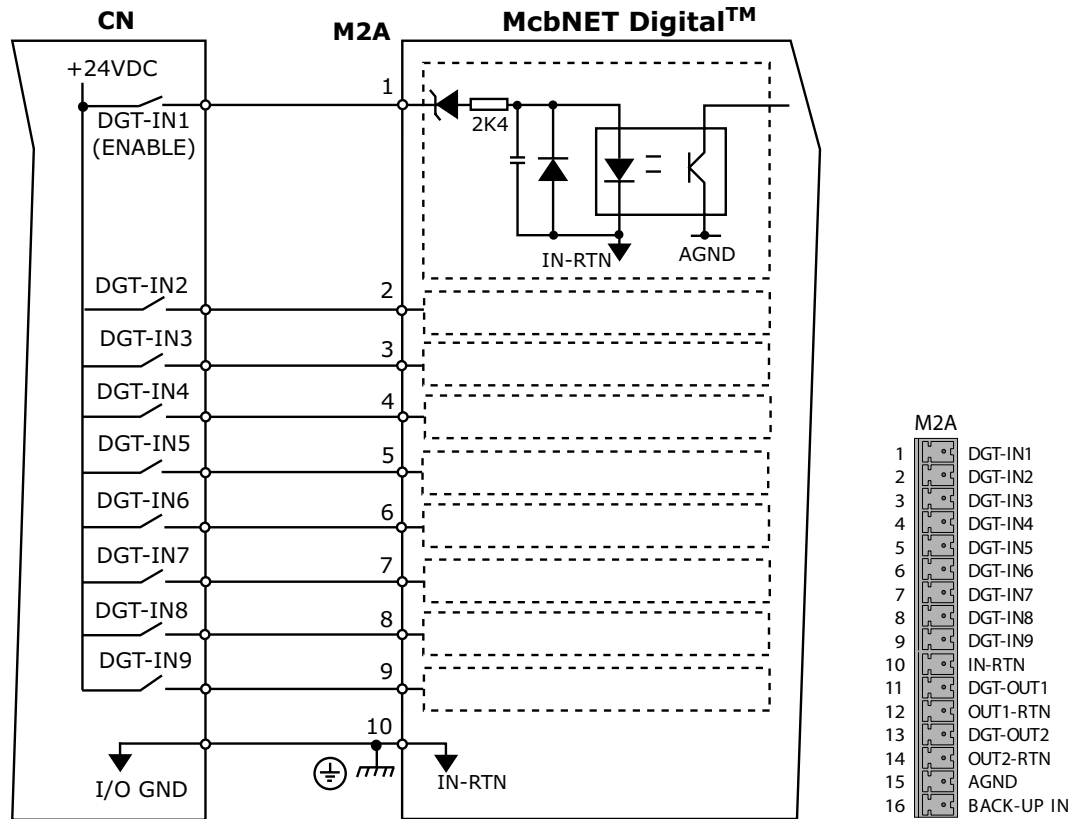 CN
M2A
McbNET Digital™
+24VDC
1
DGT-IN1
(ENABLE)
2K4
IN-RTN
AGND
DGT-IN2
2
DGT-IN3
3
DGT-IN4
4
DGT-IN5
5
DGT-IN6
6
DGT-IN7
7
DGT-IN8
8
DGT-IN9
9
10
I/O GND
IN-RTN
M2A
1 DGT-IN1
2 DGT-IN2
3 DGT-IN3
4 DGT-IN4
5 DGT-IN5
6 DGT-IN6
7 DGT-IN7
8 DGT-IN8
9 DGT-IN9
10 IN-RTN
11 DGT-OUT1
12 OUT1-RTN
13 DGT-OUT2
14 OUT2-RTN
15 AGND
16 BACK-UP IN